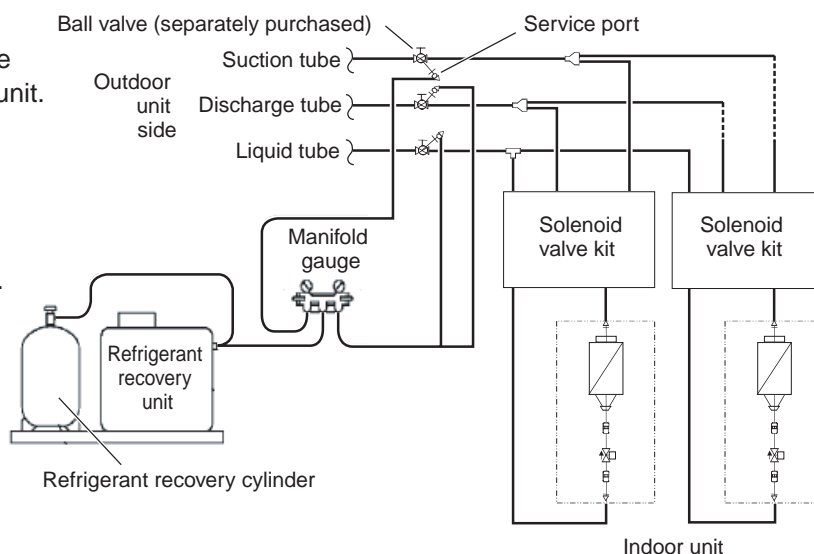 Ball valve (separately purchased)
Service port
e
unit.
Suction tube
Outdoor
unit
side
Discharge tube
Liquid tube
.
Manifold
gauge
Solenoid
valve kit
Solenoid
valve kit
Refrigerant
recovery
unit
Refrigerant recovery cylinder
Indoor unit